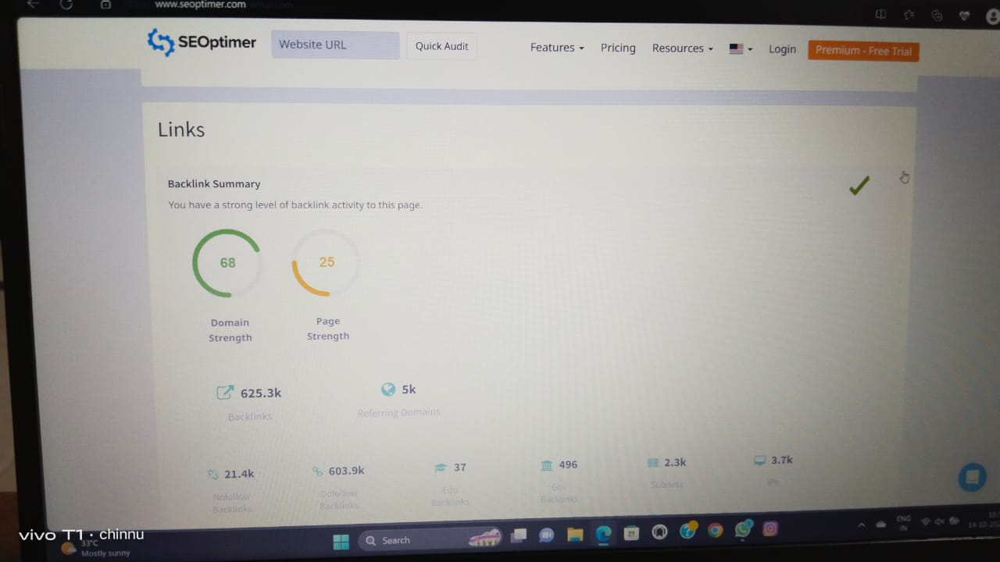 www.seoptimer.com
SEOptimer
Website URL
Quick Audit
Features
Pricing
Resources
Login
Premium - Free Trial
Links
Backlink Summary
You have a strong level of backlink activity to this page.
68
25
Domain
Strength
Page
Strength
625.3k
Backlinks
5k
Referring Domains
21.4k
Nofollow
Backlinks
603.9k
Dofollow
Backlinks
37
Edu
Backlinks
496
Gov
Backlinks
2.3k
Subnets
3.7k
IPs
vivo T1 · chinnu
33°C
Mostly sunny
Search
ENG
IN